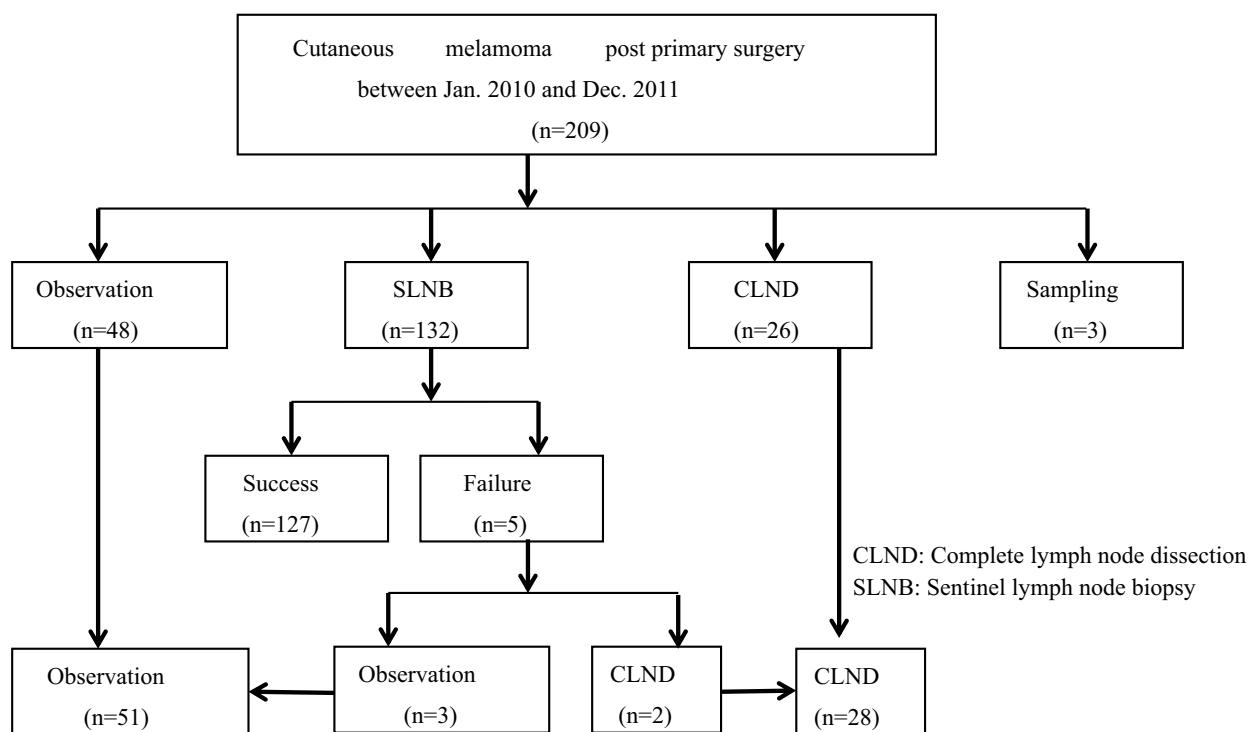 Cutaneous melamoma post primary surgery
between Jan. 2010 and Dec. 2011
(n=209)
Observation
(n=48)
SLNB
(n=132)
CLND
(n=26)
Sampling
(n=3)
Success
(n=127)
Failure
(n=5)
CLND: Complete lymph node dissection
SLNB: Sentinel lymph node biopsy
Observation
(n=51)
Observation
(n=3)
CLND
(n=2)
CLND
(n=28)